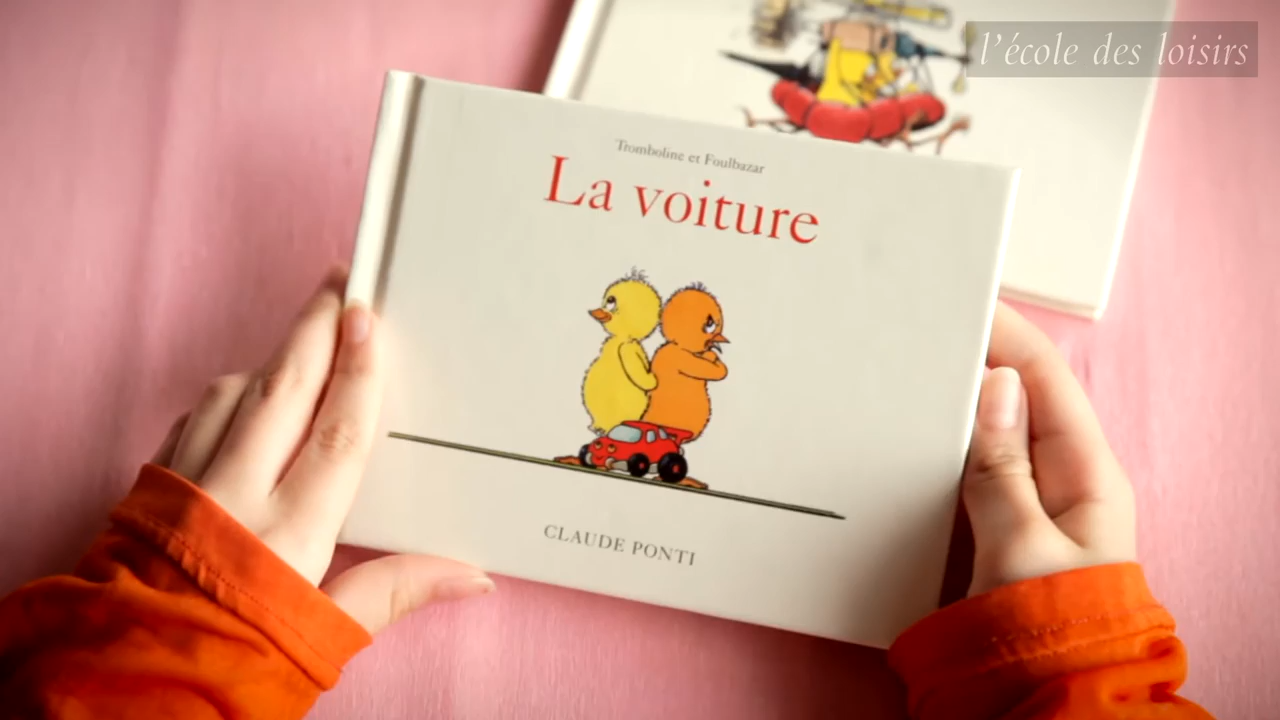 l'école des loisirs
Tromboline et Foulbazar
La voiture
CLAUDE PONTI